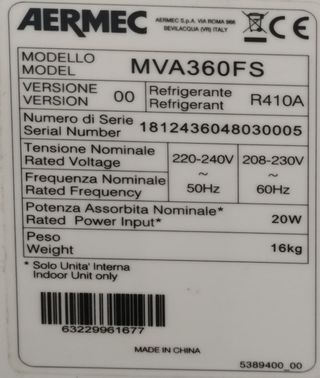 AERMEC AERMEC S.p.A. VIA ROMA 966
BEVILACQUA (VR) ITALY
CE
MODELLO
MODEL MVA360FS
VERSIONE
VERSION 00 Refrigerante
Refrigerant R410A
Numero di Serie
Serial Number 1812436048030005
Tensione Nominale
Rated Voltage 220-240V 208-230V
~ ~
Frequenza Nominale
Rated Frequency 50Hz 60Hz
Potenza Assorbita Nominale*
Rated Power Input* 20W
Peso
Weight 16kg
* Solo Unita' Interna
Indoor Unit only
63229961677
MADE IN CHINA
5389400_00